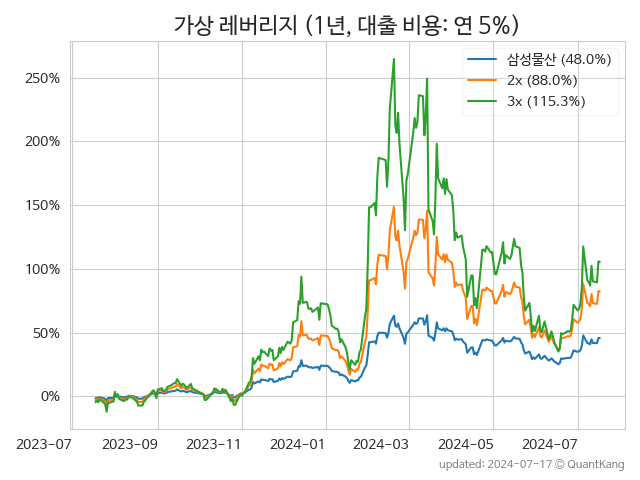 가상 레버리지 (1년, 대출 비용: 연 5%)
삼성물산 (48.0%)
2x (88.0%)
3x (115.3%)
250%
200%
150%
100%
50%
0%
2023-07
2023-09
2023-11
2024-01
2024-03
2024-05
2024-07
updated: 2024-07-17 © QuantKang